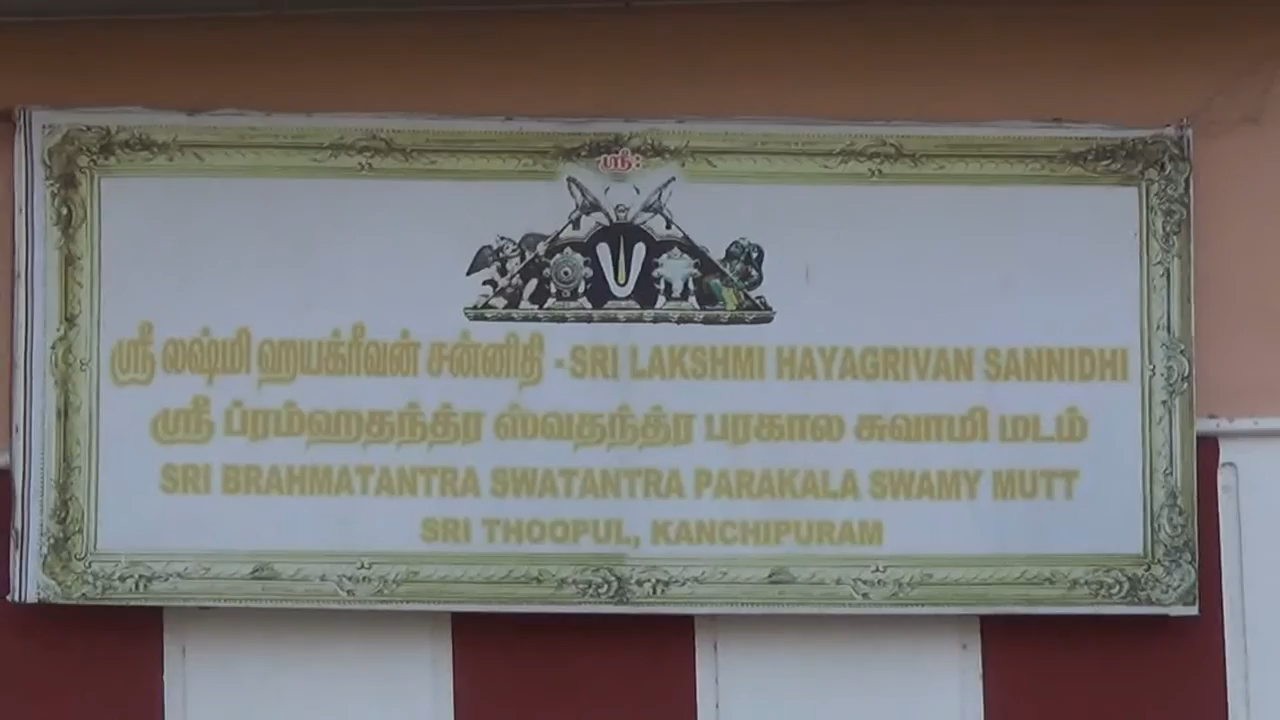 ஸ்ரீ:
ஸ்ரீ லஷ்மி ஹயக்ரீவன் சன்னிதி - SRI LAKSHMI HAYAGRIVAN SANNIDHI
ஸ்ரீ ப்ரம்ஹதந்த்ர ஸ்வதந்த்ர பரகால சுவாமி மடம்
SRI BRAHMATANTRA SWATANTRA PARAKALA SWAMY MUTT
SRI THOOPUL, KANCHIPURAM